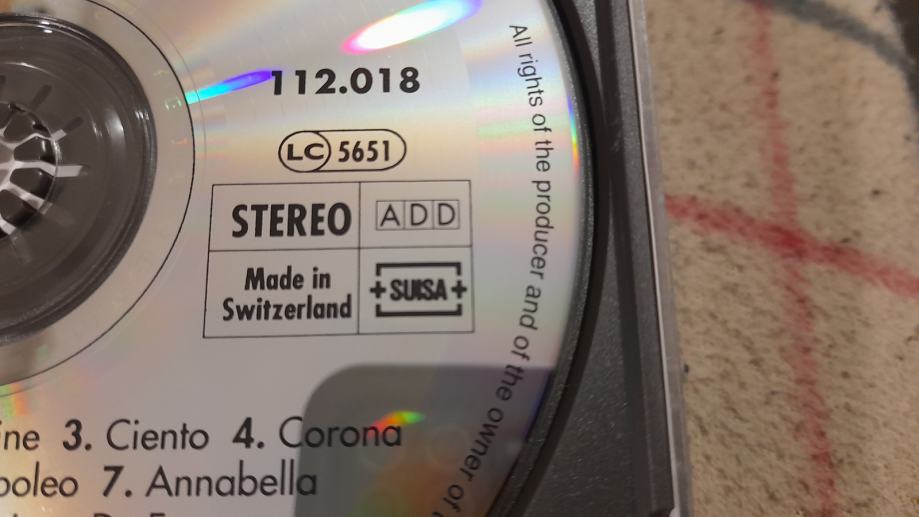 112.018
LC 5651
STEREO
ADD
Made in
Switzerland
+SUISA+
3. Ciento 4. Corona
7. Annabella
All rights of the producer and of the owner of